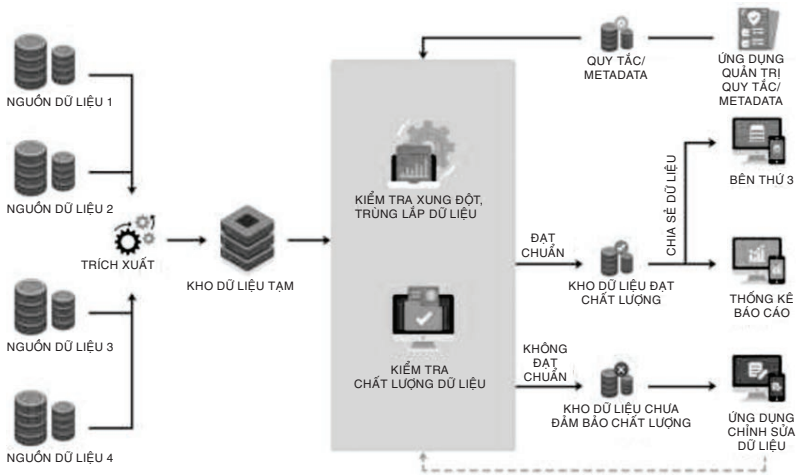 NGUỒN DỮ LIỆU 1
NGUỒN DỮ LIỆU 2
NGUỒN DỮ LIỆU 3
NGUỒN DỮ LIỆU 4
TRÍCH XUẤT
KHO DỮ LIỆU TẠM
KIỂM TRA XUNG ĐỘT,
TRÙNG LẮP DỮ LIỆU
KIỂM TRA
CHẤT LƯỢNG DỮ LIỆU
QUY TẮC/
METADATA
ỨNG DỤNG
QUẢN TRỊ
QUY TẮC/
METADATA
ĐẠT
CHUẨN
KHO DỮ LIỆU ĐẠT
CHẤT LƯỢNG
CHIA SẺ DỮ LIỆU
BÊN THỨ 3
THỐNG KÊ
BÁO CÁO
KHÔNG
ĐẠT
CHUẨN
KHO DỮ LIỆU CHƯA
ĐẢM BẢO CHẤT LƯỢNG
ỨNG DỤNG
CHỈNH SỬA
DỮ LIỆU